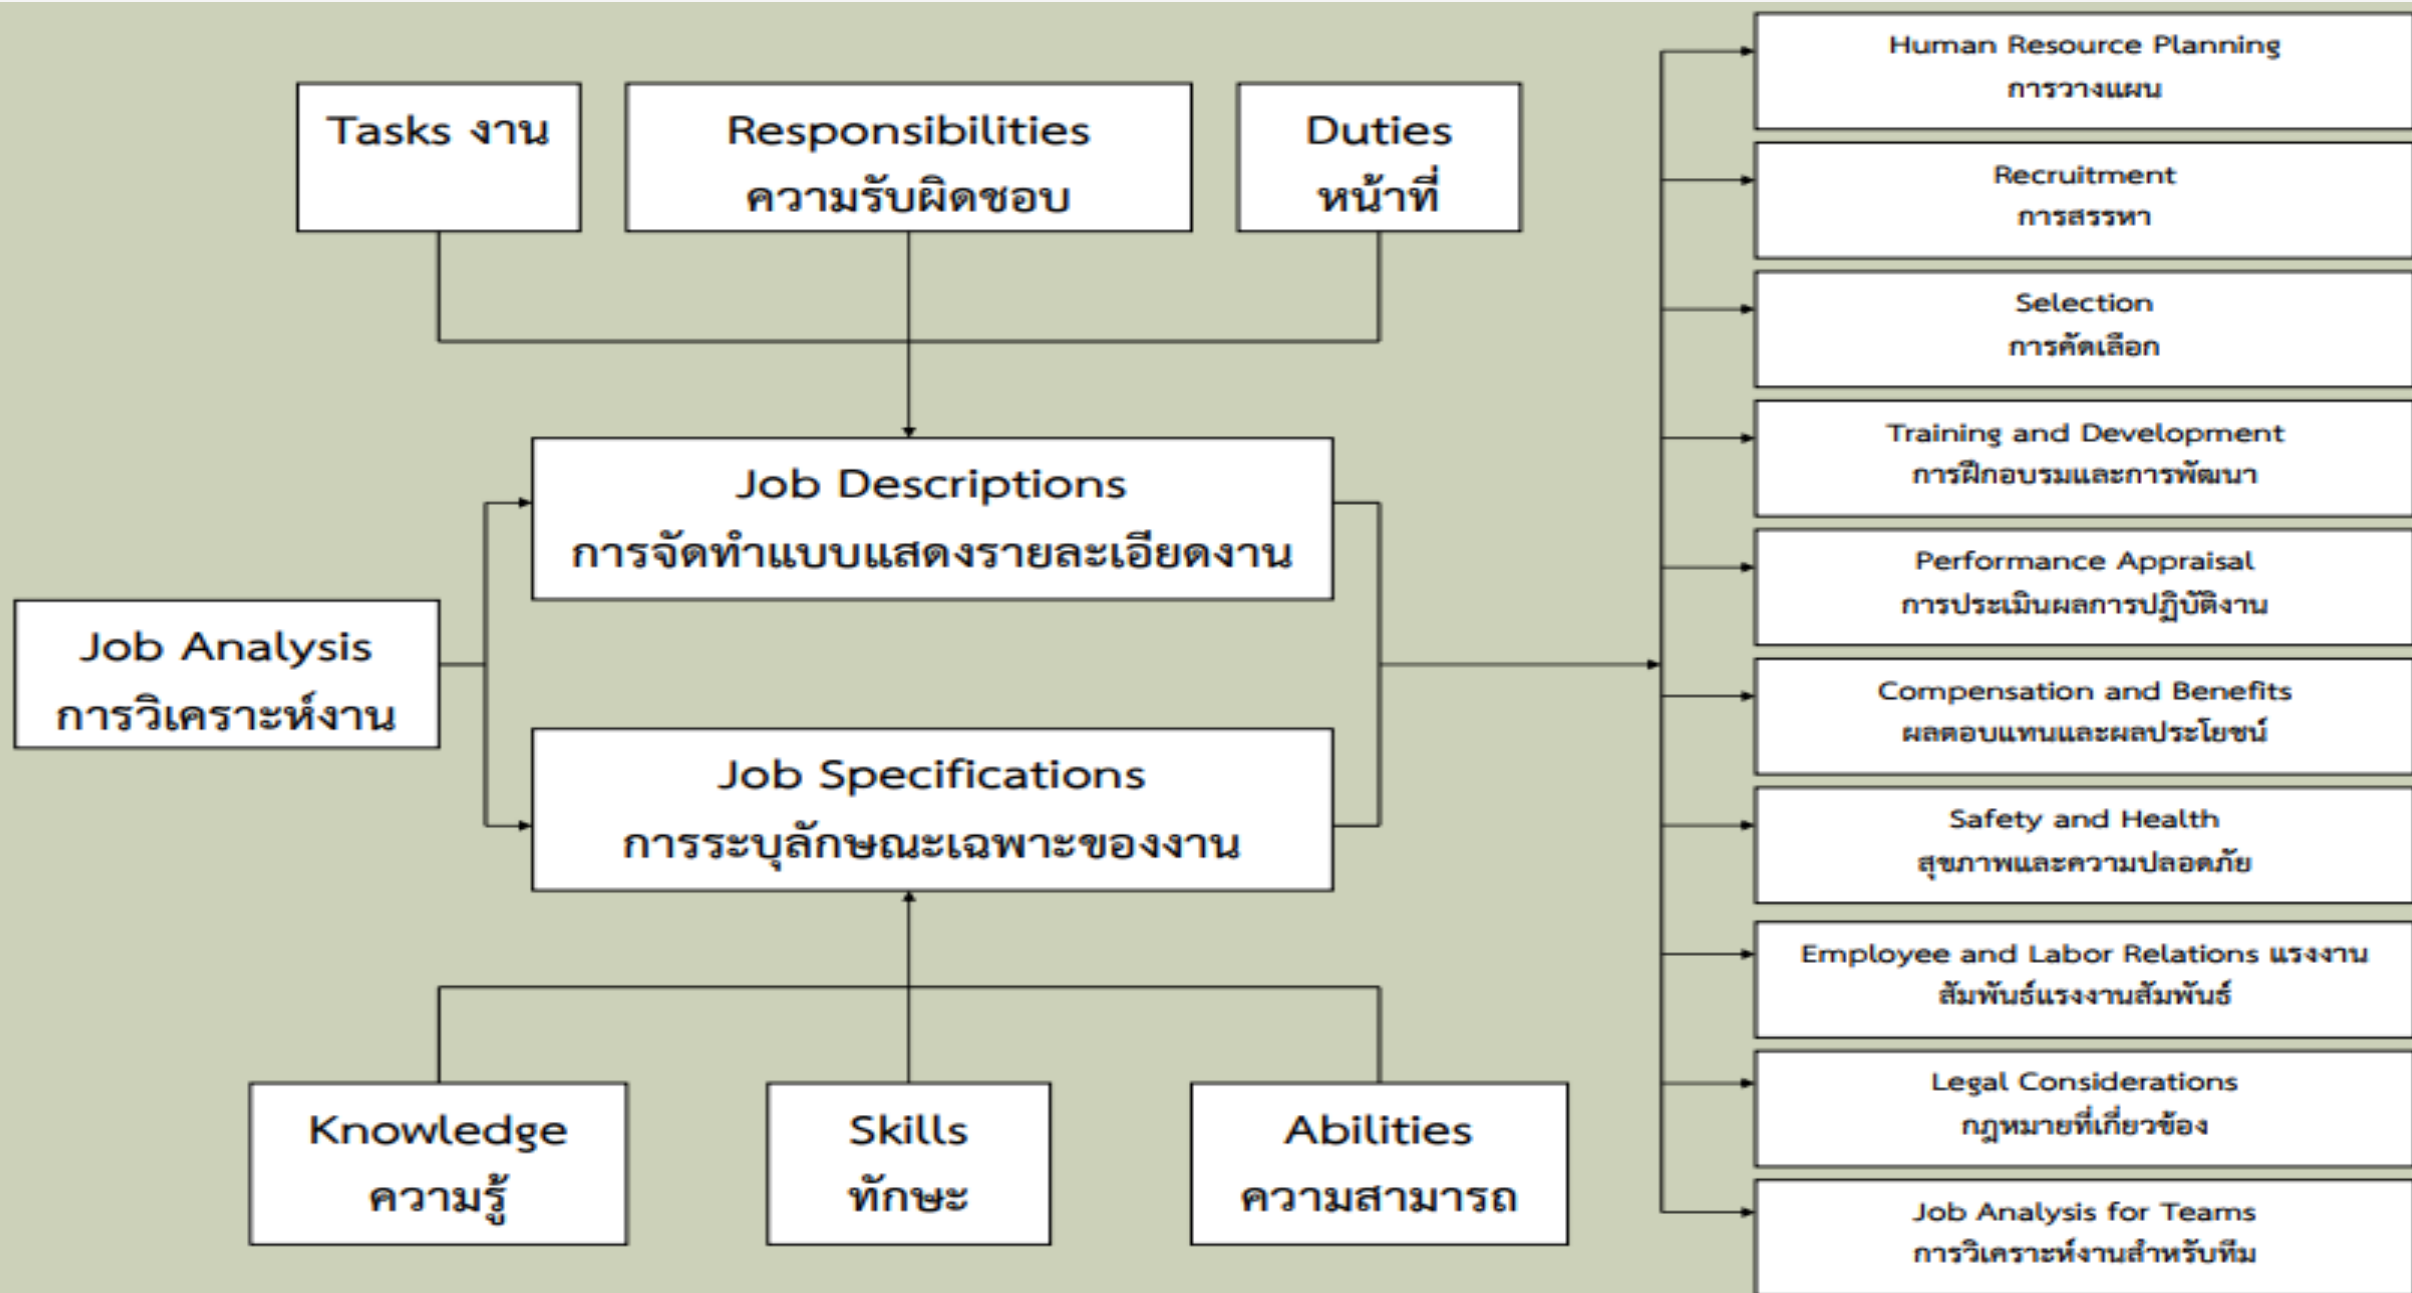 Tasks งาน
Responsibilities
ความรับผิดชอบ
Duties
หน้าที่
Job Descriptions
การจัดทำแบบแสดงรายละเอียดงาน
Job Analysis
การวิเคราะห์งาน
Job Specifications
การระบุลักษณะเฉพาะของงาน
Knowledge
ความรู้
Skills
ทักษะ
Abilities
ความสามารถ
Human Resource Planning
การวางแผน
Recruitment
การสรรหา
Selection
การคัดเลือก
Training and Development
การฝึกอบรมและการพัฒนา
Performance Appraisal
การประเมินผลการปฏิบัติงาน
Compensation and Benefits
ผลตอบแทนและผลประโยชน์
Safety and Health
สุขภาพและความปลอดภัย
Employee and Labor Relations แรงงาน
สัมพันธ์แรงงานสัมพันธ์
Legal Considerations
กฎหมายที่เกี่ยวข้อง
Job Analysis for Teams
การวิเคราะห์งานสำหรับทีม